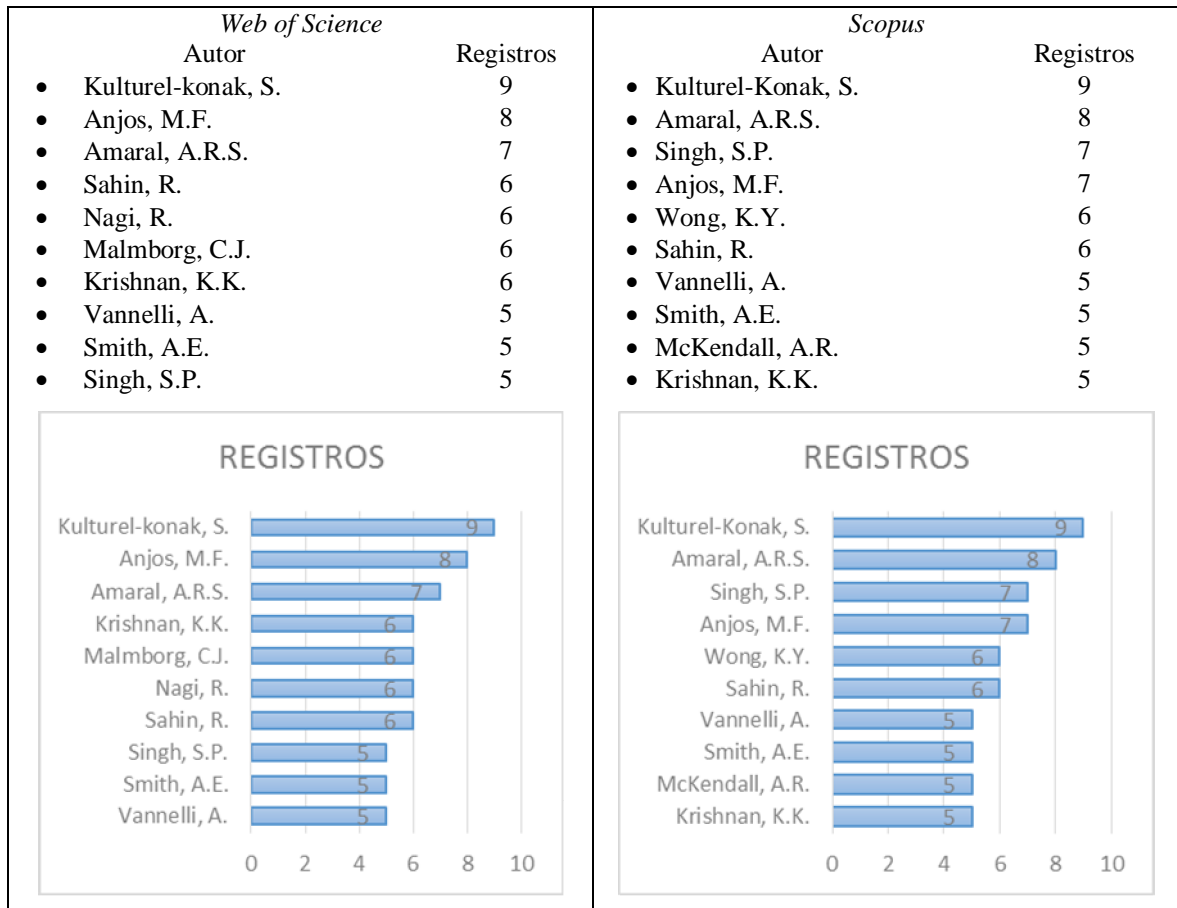 Web of Science
Autor Registros
• Kulturel-konak, S. 9
• Anjos, M.F. 8
• Amaral, A.R.S. 7
• Sahin, R. 6
• Nagi, R. 6
• Malmborg, C.J. 6
• Krishnan, K.K. 6
• Vannelli, A. 5
• Smith, A.E. 5
• Singh, S.P. 5
REGISTROS
Kulturel-konak, S. 9
Anjos, M.F. 8
Amaral, A.R.S. 7
Krishnan, K.K. 6
Malmborg, C.J. 6
Nagi, R. 6
Sahin, R. 6
Singh, S.P. 5
Smith, A.E. 5
Vannelli, A. 5
0 2 4 6 8 10
Scopus
Autor Registros
• Kulturel-Konak, S. 9
• Amaral, A.R.S. 8
• Singh, S.P. 7
• Anjos, M.F. 7
• Wong, K.Y. 6
• Sahin, R. 6
• Vannelli, A. 5
• Smith, A.E. 5
• McKendall, A.R. 5
• Krishnan, K.K. 5
REGISTROS
Kulturel-Konak, S. 9
Amaral, A.R.S. 8
Singh, S.P. 7
Anjos, M.F. 7
Wong, K.Y. 6
Sahin, R. 6
Vannelli, A. 5
Smith, A.E. 5
McKendall, A.R. 5
Krishnan, K.K. 5
0 2 4 6 8 10